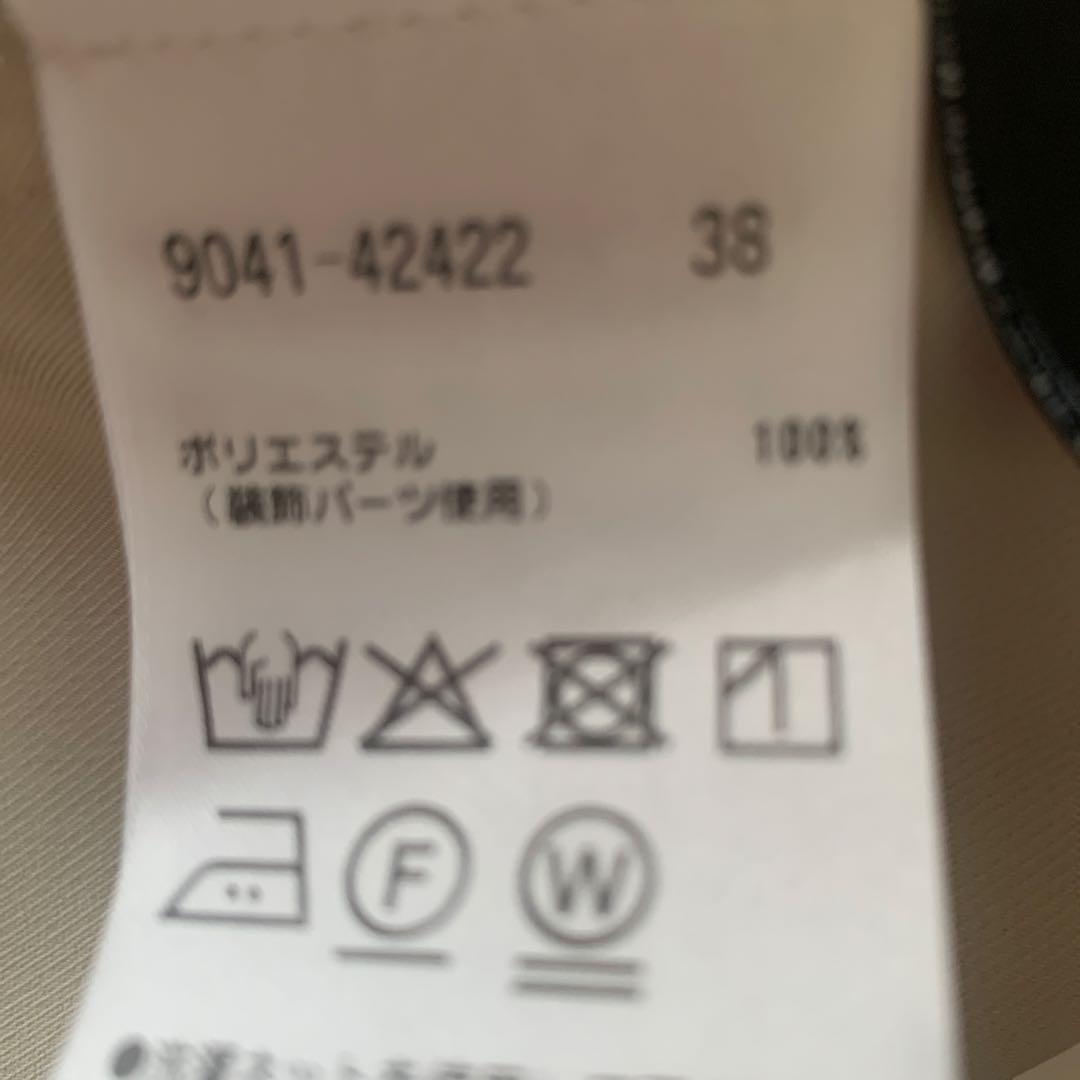 9041-42422 38
ポリエステル 100%
（装飾パーツ使用）
F W